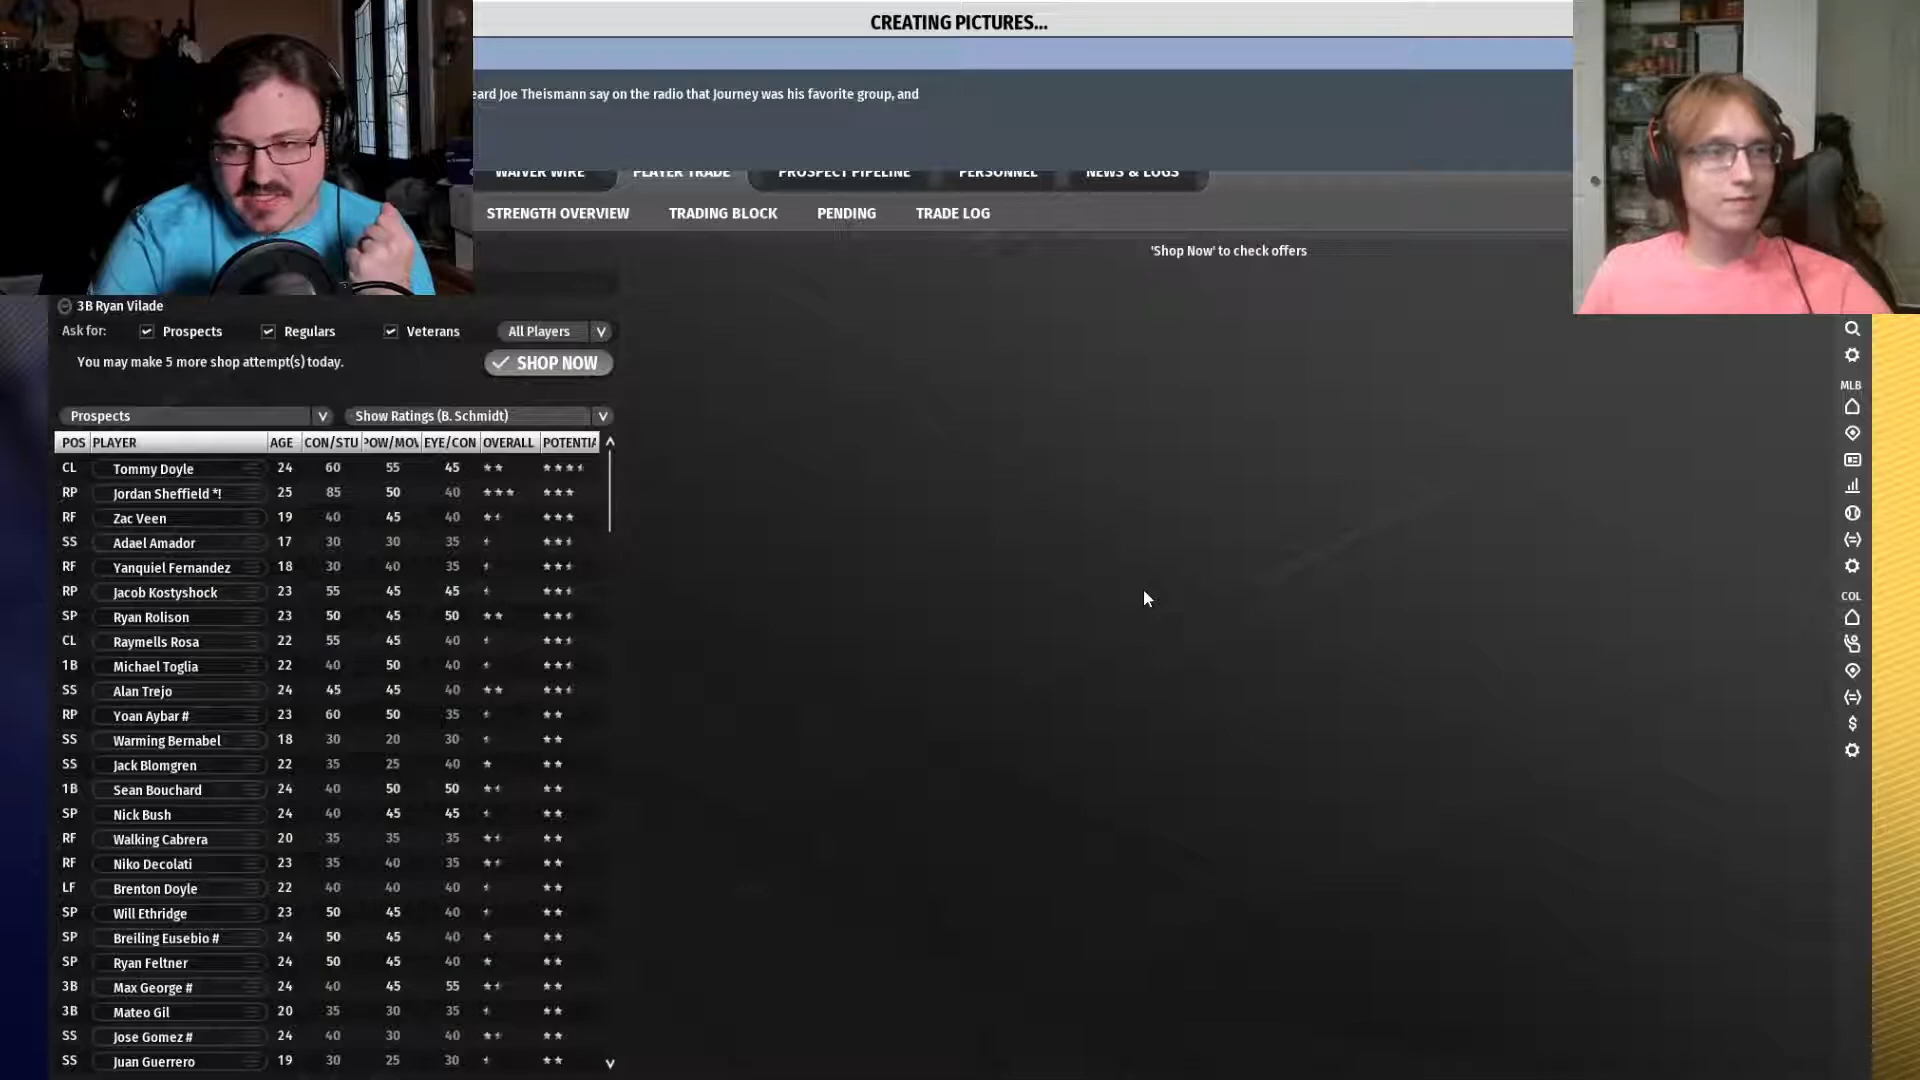 CREATING PICTURES...
eard Joe Theismann say on the radio that Journey was his favorite group, and
WAIVER WIRE PLAYER TRADE PROSPECT PIPELINE PERSONNEL NEWS & LOGS
STRENGTH OVERVIEW TRADING BLOCK PENDING TRADE LOG
'Shop Now' to check offers
3B Ryan Vilade
Ask for: Prospects Regulars Veterans All Players
You may make 5 more shop attempt(s) today. SHOP NOW
Prospects Show Ratings (B. Schmidt)
POS PLAYER AGE CON/STU POW/MOV EYE/CON OVERALL POTENTIA
CL Tommy Doyle 24 60 55 45
RP Jordan Sheffield *! 25 85 50 40
RF Zac Veen 19 40 45 40
SS Adael Amador 17 30 30 35
RF Yanquiel Fernandez 18 30 40 35
RP Jacob Kostyshock 23 55 45 45
SP Ryan Rolison 23 50 45 50
CL Raymells Rosa 22 55 45 40
1B Michael Toglia 22 40 50 40
SS Alan Trejo 24 45 45 40
RP Yoan Aybar # 23 60 50 35
SS Warming Bernabel 18 30 20 30
SS Jack Blomgren 22 35 25 40
1B Sean Bouchard 24 40 50 50
SP Nick Bush 24 40 45 45
RF Walking Cabrera 20 35 35 35
RF Niko Decolati 23 35 40 35
LF Brenton Doyle 22 40 40 40
SP Will Ethridge 23 50 45 40
SP Breiling Eusebio # 24 50 45 40
SP Ryan Feltner 24 50 45 40
3B Max George # 24 40 45 55
3B Mateo Gil 20 35 30 35
SS Jose Gomez # 24 40 30 40
SS Juan Guerrero 19 30 25 30
MLB
COL